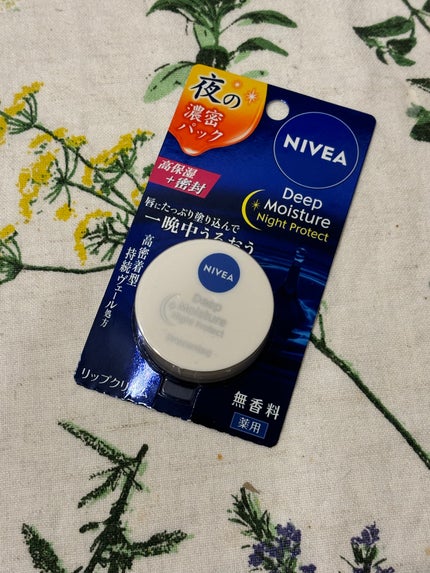 夜の
濃密
パック
NIVEA
Deep
Moisture
Night Protect
高保湿
+密封
唇にたっぷり塗り込んで
一晩中うるおう
高密着型
持続ヴェール処方
NIVEA
Deep
Moisture
Night Protect
リップクリ
無香料
薬用